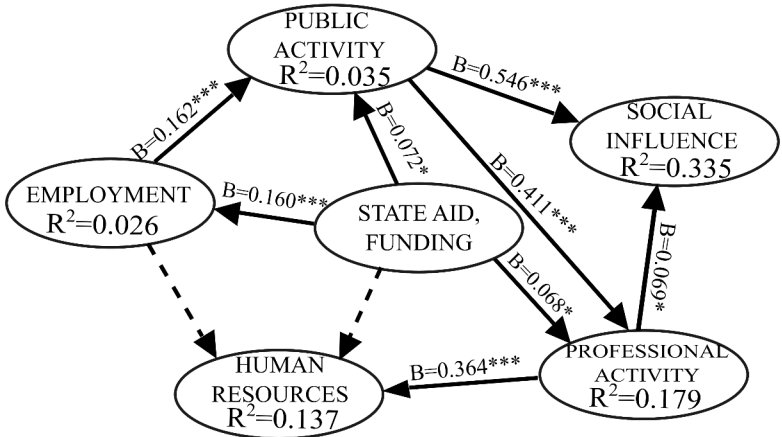 PUBLIC
ACTIVITY
R²=0.035
B=0.546***
B=0.162***
B=0.072*
SOCIAL
INFLUENCE
R²=0.335
B=0.411***
EMPLOYMENT
R²=0.026
B=0.160***
STATE AID,
FUNDING
B=0.069*
B=0.068*
HUMAN
RESOURCES
R²=0.137
B=0.364***
PROFESSIONAL
ACTIVITY
R²=0.179